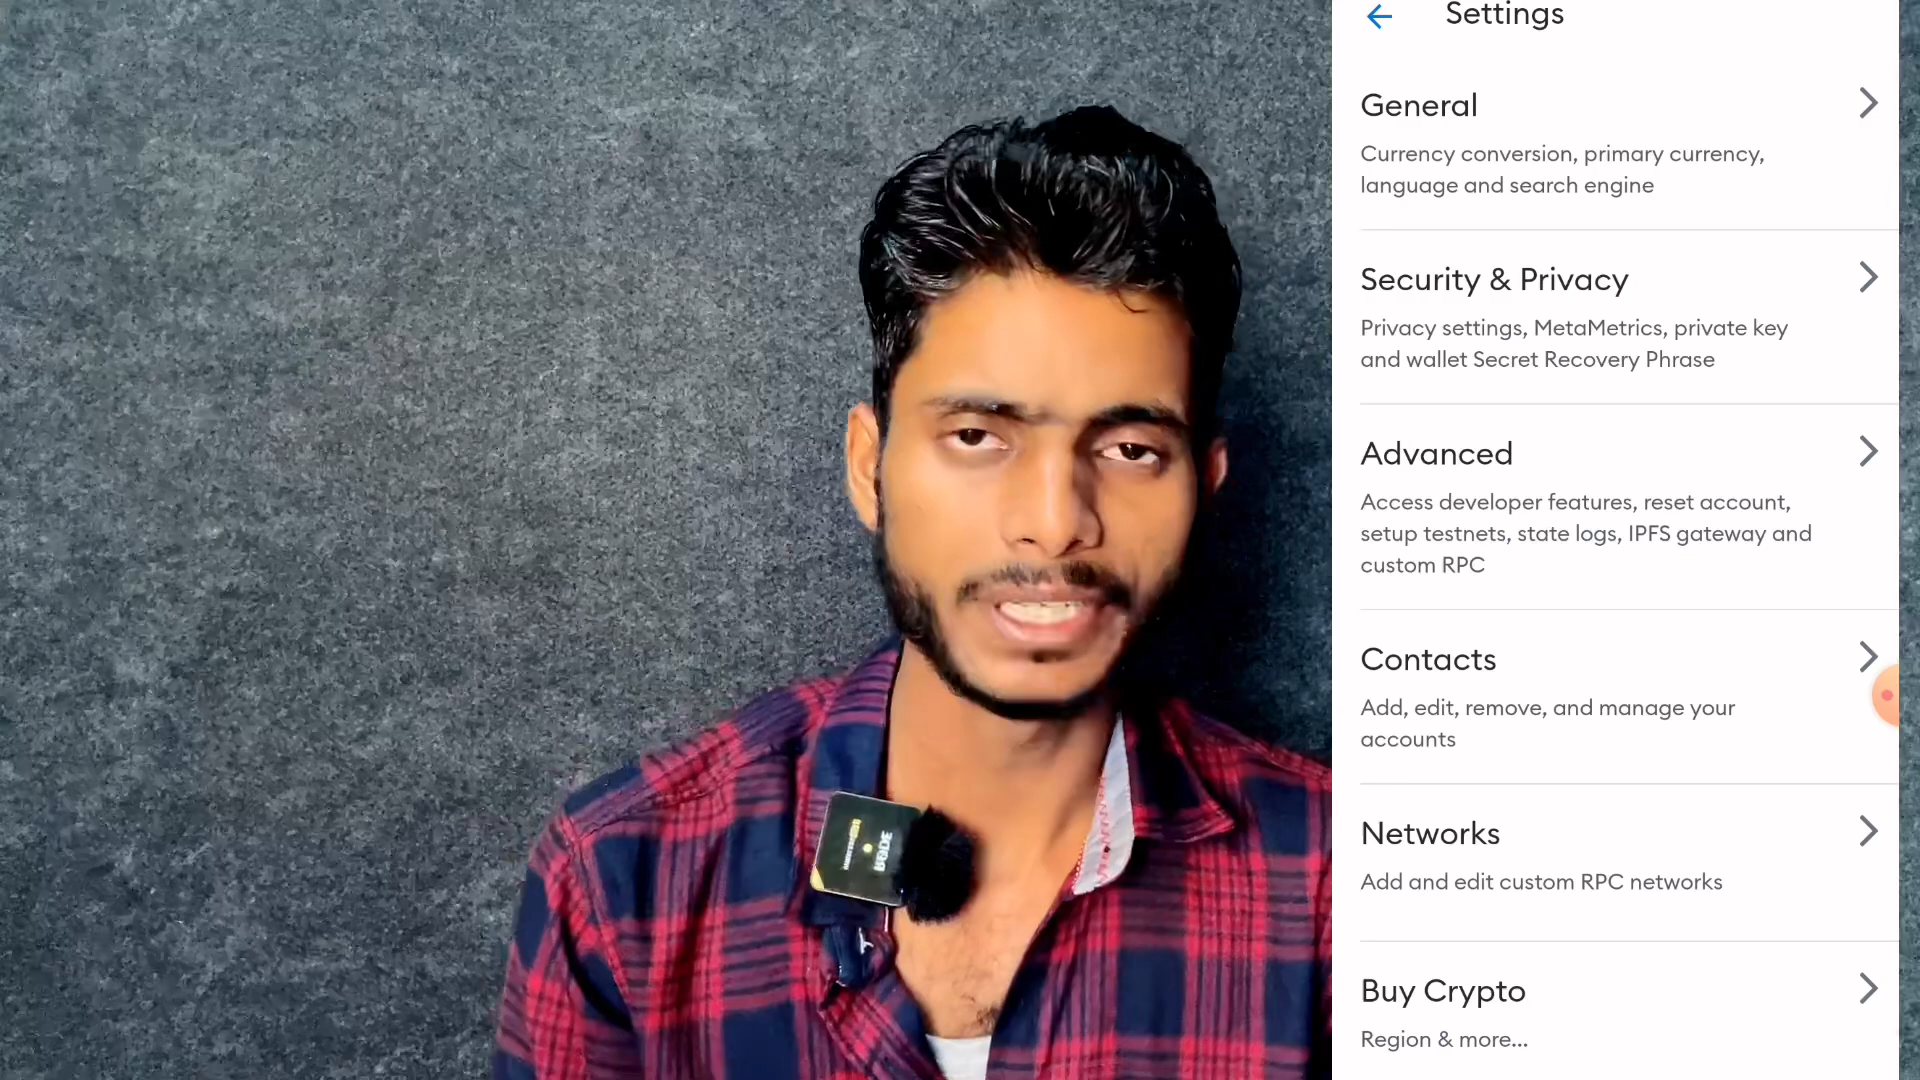 Settings
General
Currency conversion, primary currency,
language and search engine
Security & Privacy
Privacy settings, MetaMetrics, private key
and wallet Secret Recovery Phrase
Advanced
Access developer features, reset account,
setup testnets, state logs, IPFS gateway and
custom RPC
Contacts
Add, edit, remove, and manage your
accounts
Networks
Add and edit custom RPC networks
Buy Crypto
Region & more...